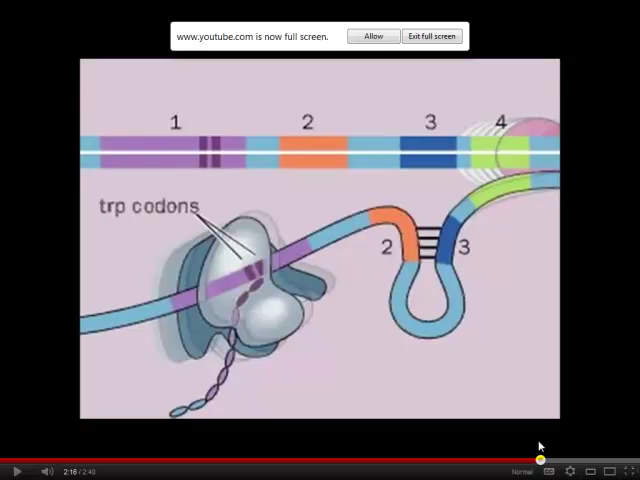 www.youtube.com is now full screen. Allow Exit full screen
1 2 3 4
trp codons
2 3
2:16 / 2:40 Normal